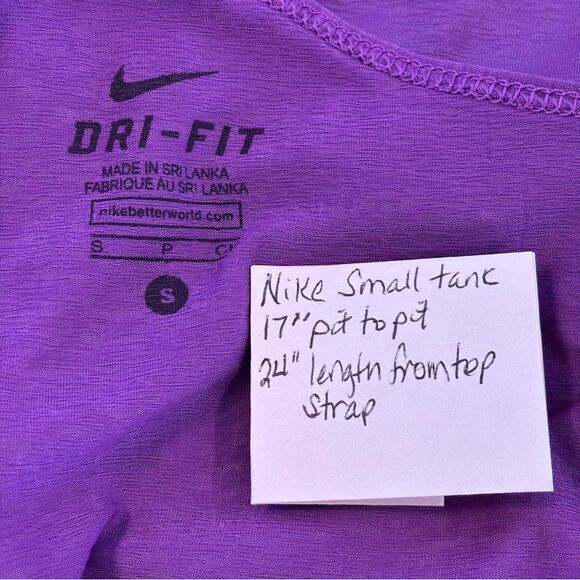 DRI-FIT
MADE IN SRI LANKA
FABRIQUÉ AU SRI LANKA
nikebetterworld.com
S P
S
Nike Small tank
17" pit to pit
24" length from top
strap